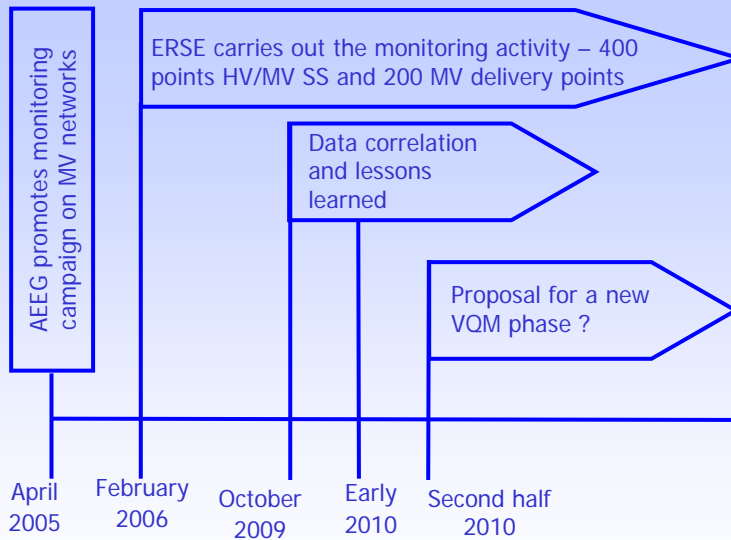 AEEG promotes monitoring
campaign on MV networks
ERSE carries out the monitoring activity – 400
points HV/MV SS and 200 MV delivery points
Data correlation
and lessons
learned
Proposal for a new
VQM phase ?
April
2005
February
2006
October
2009
Early
2010
Second half
2010